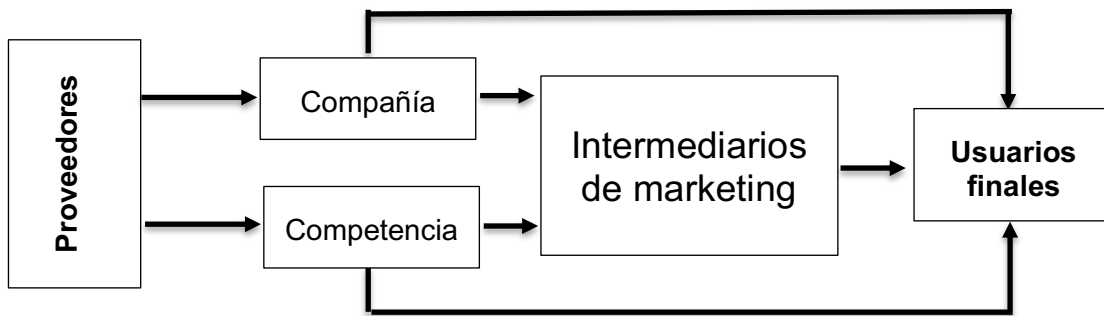 Proveedores
Compañía
Competencia
Intermediarios
de marketing
Usuarios
finales